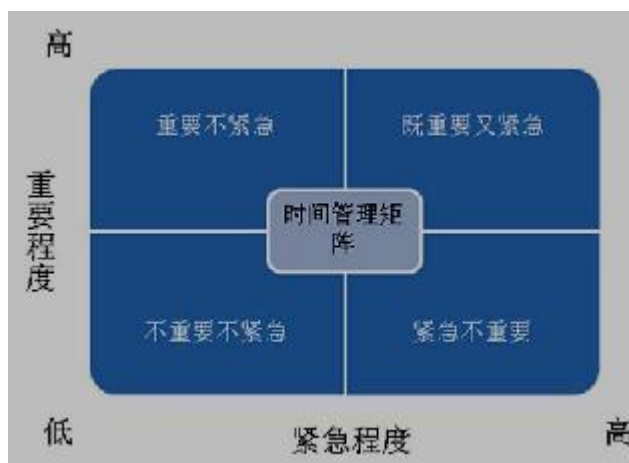 高
重要不紧急
既重要又紧急
重要程度
时间管理矩
阵
不重要不紧急
紧急不重要
低
紧急程度
高